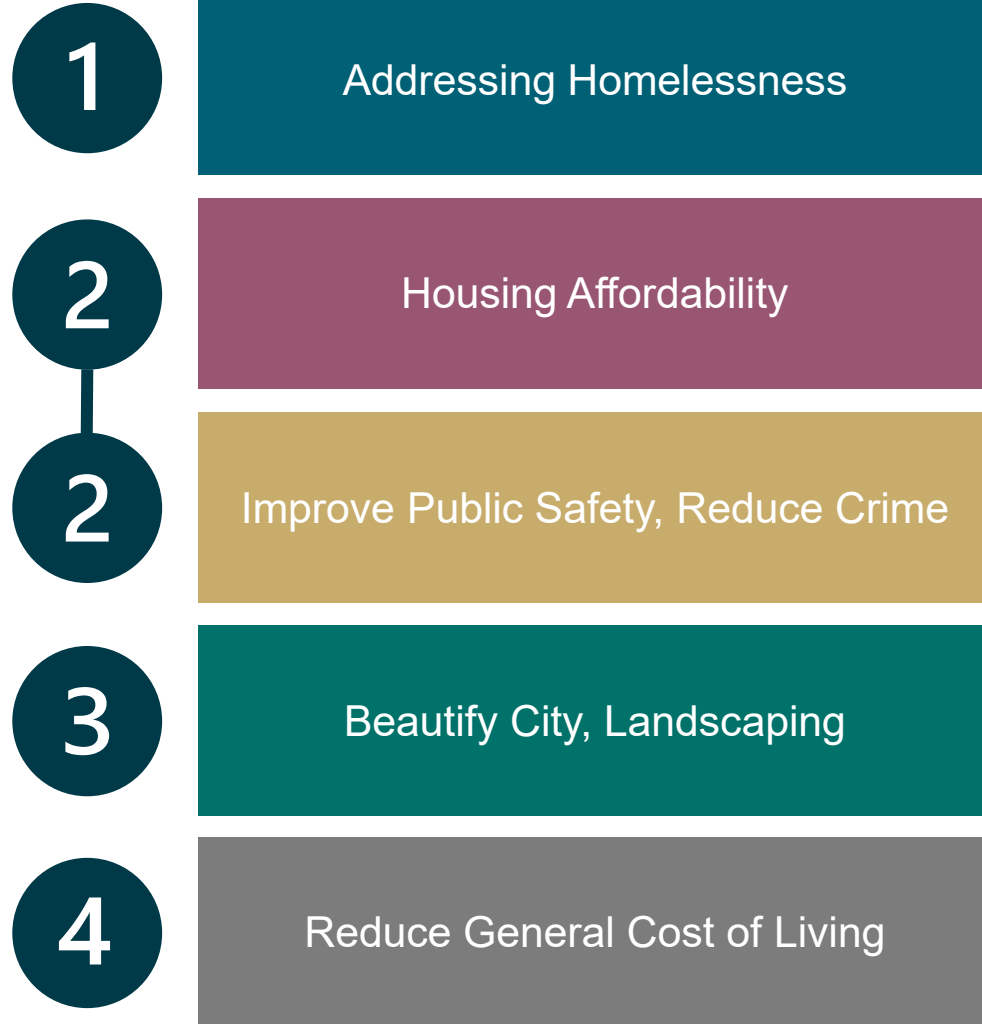 1
Addressing Homelessness
2
Housing Affordability
2
Improve Public Safety, Reduce Crime
3
Beautify City, Landscaping
4
Reduce General Cost of Living